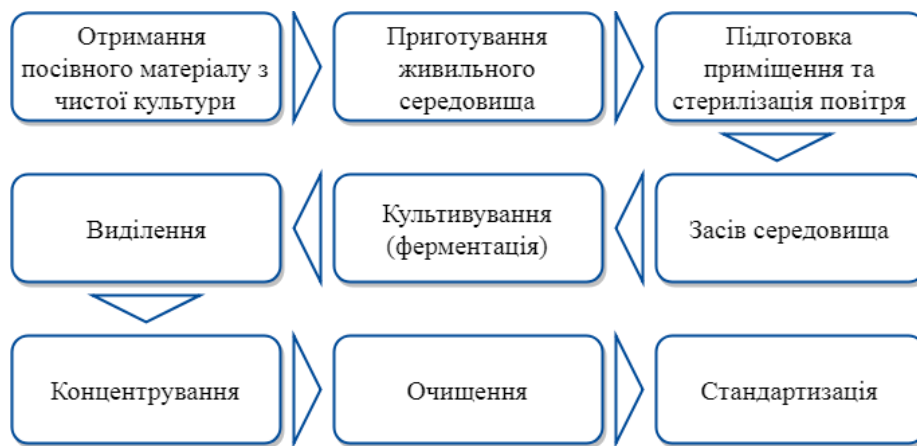 Отримання
посівного матеріалу з
чистої культури
Приготування
живильного
середовища
Підготовка
приміщення та
стерилізація повітря
Засів середовища
Культивування
(ферментація)
Виділення
Концентрування
Очищення
Стандартизація